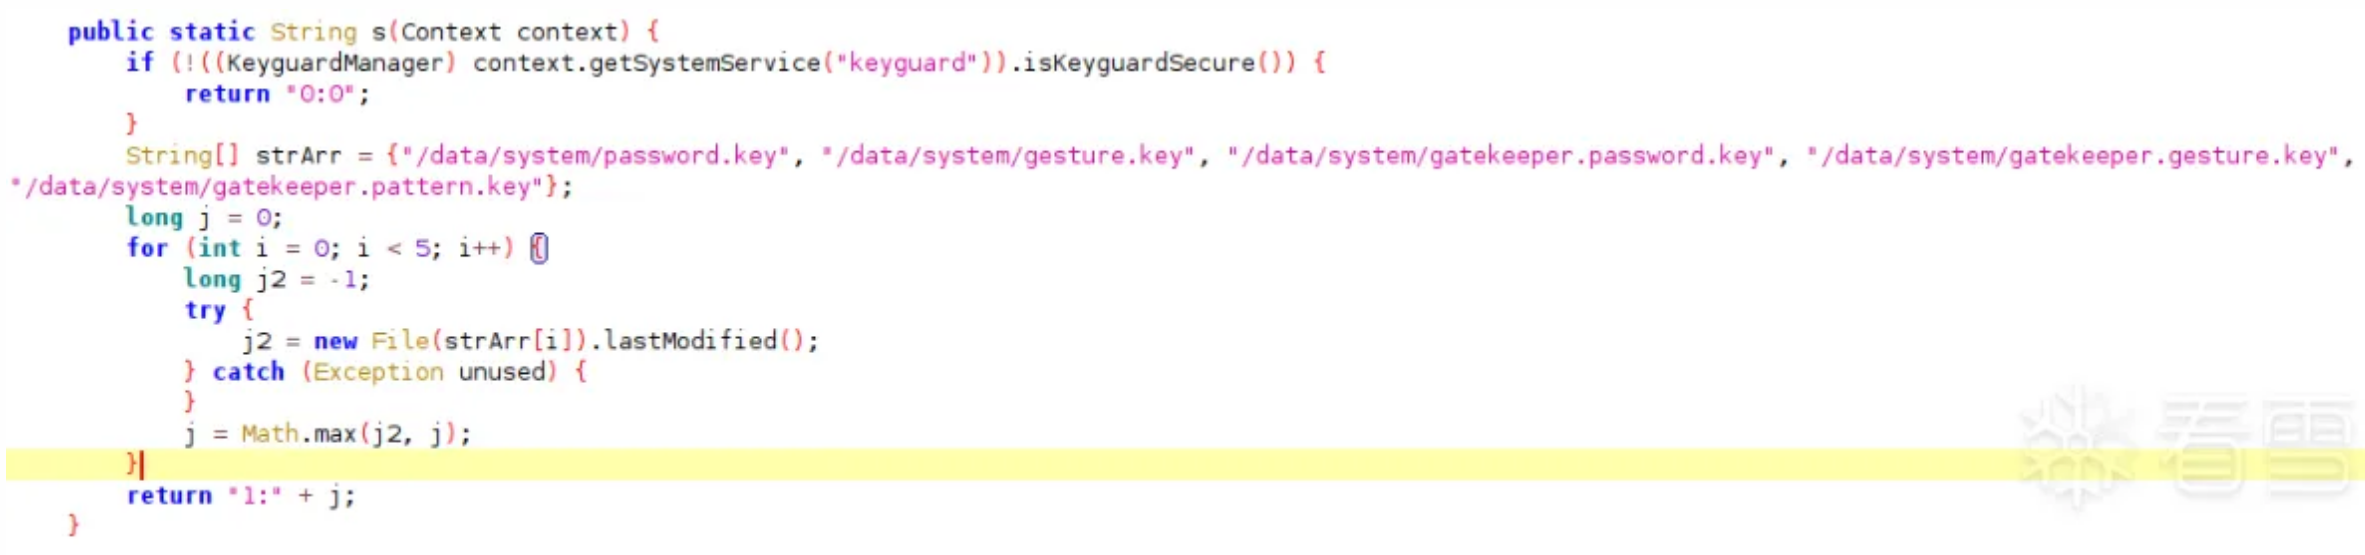 public static String s(Context context) {
if (!((KeyguardManager) context.getSystemService("keyguard")).isKeyguardSecure()) {
return "0:0";
}
String[] strArr = {"/data/system/password.key", "/data/system/gesture.key", "/data/system/gatekeeper.password.key", "/data/system/gatekeeper.gesture.key",
"/data/system/gatekeeper.pattern.key"};
long j = 0;
for (int i = 0; i < 5; i++) {
long j2 = -1;
try {
j2 = new File(strArr[i]).lastModified();
} catch (Exception unused) {
}
j = Math.max(j2, j);
}
return "1:" + j;
}
看雪